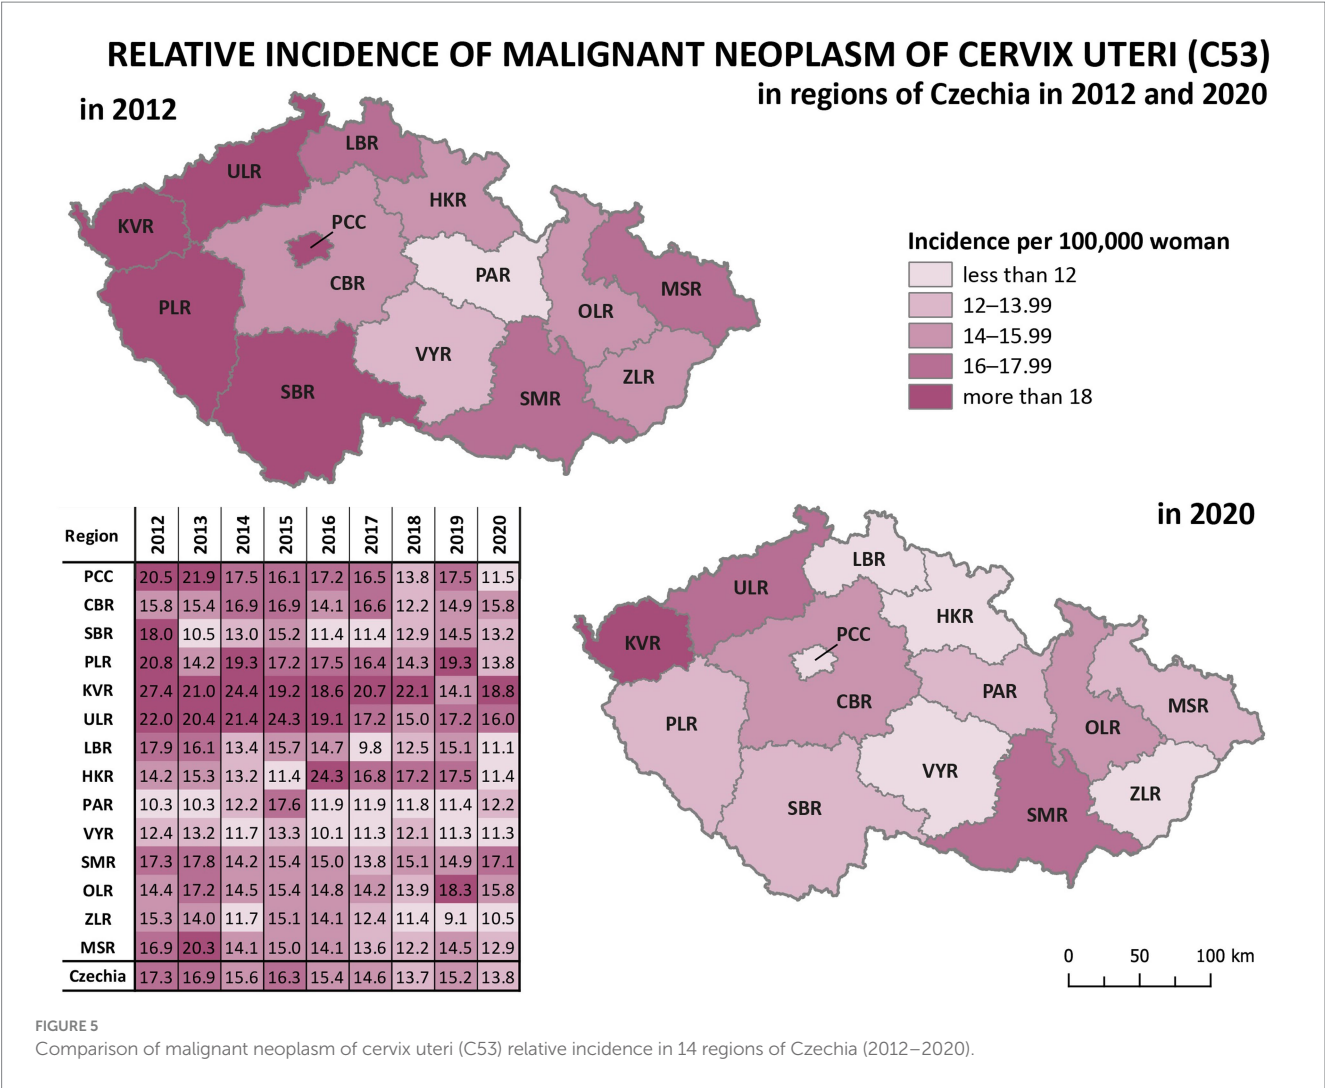 RELATIVE INCIDENCE OF MALIGNANT NEOPLASM OF CERVIX UTERI (C53)
in regions of Czechia in 2012 and 2020
in 2012
LBR
ULR
HKR
KVR
PCC
PAR
CBR
MSR
PLR
OLR
VYR
ZLR
SBR
SMR
Incidence per 100,000 woman
less than 12
12–13.99
14–15.99
16–17.99
more than 18
Region 2012 2013 2014 2015 2016 2017 2018 2019 2020
PCC 20.5 21.9 17.5 16.1 17.2 16.5 13.8 17.5 11.5
CBR 15.8 15.4 16.9 16.9 14.1 16.6 12.2 14.9 15.8
SBR 18.0 10.5 13.0 15.2 11.4 11.4 12.9 14.5 13.2
PLR 20.8 14.2 19.3 17.2 17.5 16.4 14.3 19.3 13.8
KVR 27.4 21.0 24.4 19.2 18.6 20.7 22.1 14.1 18.8
ULR 22.0 20.4 21.4 24.3 19.1 17.2 15.0 17.2 16.0
LBR 17.9 16.1 13.4 15.7 14.7 9.8 12.5 15.1 11.1
HKR 14.2 15.3 13.2 11.4 24.3 16.8 17.2 17.5 11.4
PAR 10.3 10.3 12.2 17.6 11.9 11.9 11.8 11.4 12.2
VYR 12.4 13.2 11.7 13.3 10.1 11.3 12.1 11.3 11.3
SMR 17.3 17.8 14.2 15.4 15.0 13.8 15.1 14.9 17.1
OLR 14.4 17.2 14.5 15.4 14.8 14.2 13.9 18.3 15.8
ZLR 15.3 14.0 11.7 15.1 14.1 12.4 11.4 9.1 10.5
MSR 16.9 20.3 14.1 15.0 14.1 13.6 12.2 14.5 12.9
Czechia 17.3 16.9 15.6 16.3 15.4 14.6 13.7 15.2 13.8
in 2020
LBR
ULR
HKR
PCC
KVR
PAR
CBR
MSR
PLR
OLR
VYR
ZLR
SBR
SMR
0 50 100 km
FIGURE 5
Comparison of malignant neoplasm of cervix uteri (C53) relative incidence in 14 regions of Czechia (2012–2020).